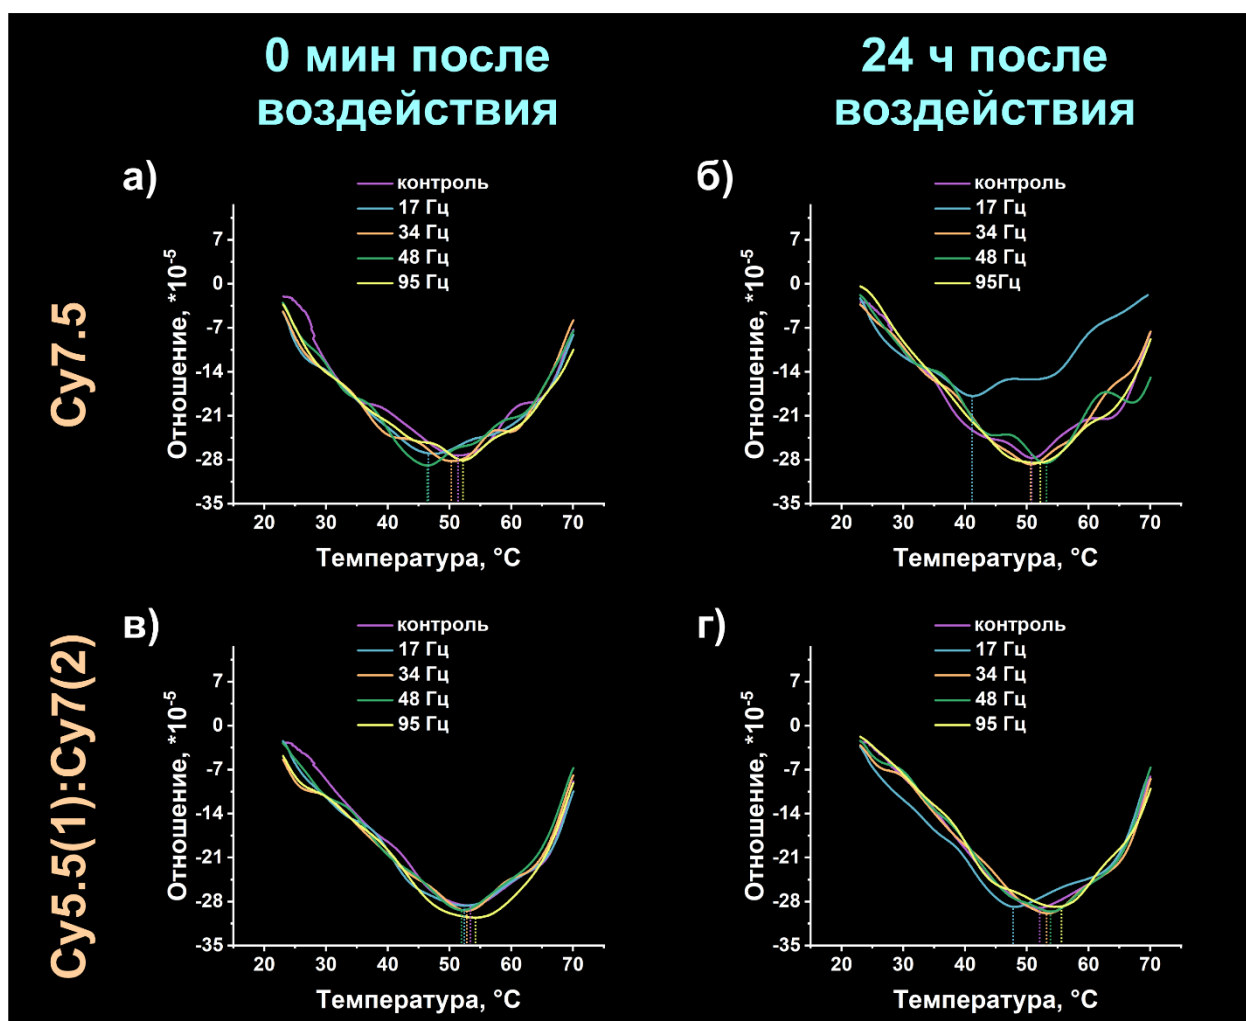 0 мин после
воздействия
24 ч после
воздействия
Cy7.5
а)
контроль
17 Гц
34 Гц
48 Гц
95 Гц
Отношение, *10-5
7
0
-7
-14
-21
-28
-35
20 30 40 50 60 70
Температура, °C
б)
контроль
17 Гц
34 Гц
48 Гц
95Гц
Отношение, *10-5
7
0
-7
-14
-21
-28
-35
20 30 40 50 60 70
Температура, °C
Cy5.5(1):Cy7(2)
в)
контроль
17 Гц
34 Гц
48 Гц
95 Гц
Отношение, *10-5
7
0
-7
-14
-21
-28
-35
20 30 40 50 60 70
Температура, °C
г)
контроль
17 Гц
34 Гц
48 Гц
95 Гц
Отношение, *10-5
7
0
-7
-14
-21
-28
-35
20 30 40 50 60 70
Температура, °C